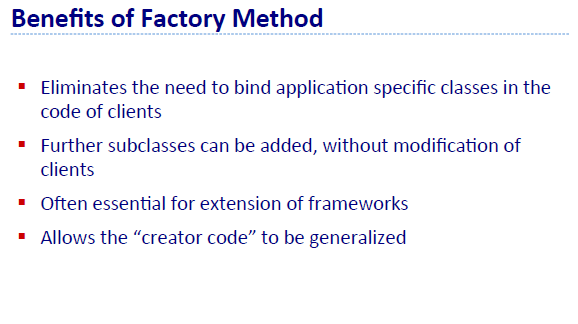 Benefits of Factory Method
▪ Eliminates the need to bind application specific classes in the
code of clients
▪ Further subclasses can be added, without modification of
clients
▪ Often essential for extension of frameworks
▪ Allows the “creator code” to be generalized